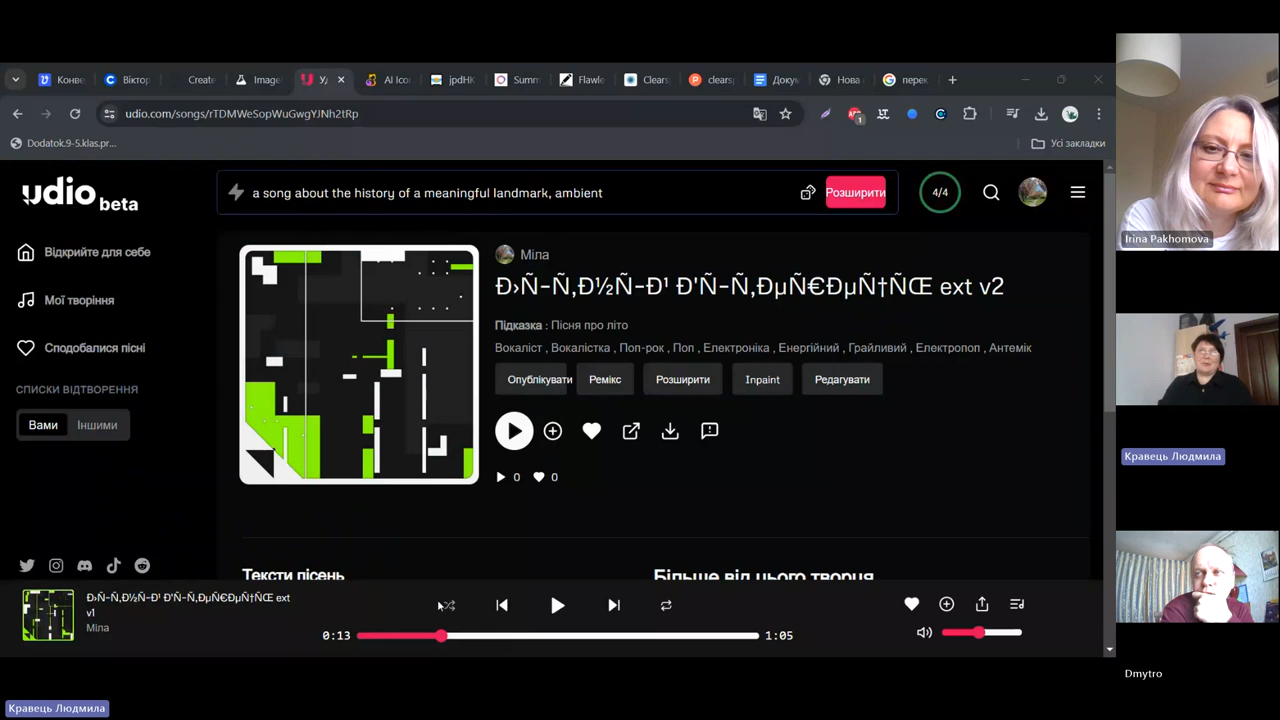 Конве
Віктор
Create
Image
Уд
AI Ico
jpdHK
Summ
Flawle
Clears
clears
Докум
Нова
перек
udio.com/songs/rTDMWeSopWuGwgYJNh2tRp
1
Dodatok.9-5.klas.pr...
Усі закладки
udio beta
a song about the history of a meaningful landmark, ambient
Розширити
4/4
Відкрийте для себе
Мої творіння
Сподобалися пісні
СПИСКИ ВІДТВОРЕННЯ
Вами
Іншими
Міла
Ð›Ñ–Ñ‚Ð½Ñ–Ð¹ Ð'Ñ–Ñ‚ÐµÑ€ÐµÑ†ÑŒ ext v2
Підказка : Пісня про літо
Вокаліст , Вокалістка , Поп-рок , Поп , Електроніка , Енергійний , Грайливий , Електропоп , Антемік
Опублікувати
Ремікс
Розширити
Inpaint
Редагувати
0
0
Тексти пісень
Більше від цього творця
Ð›Ñ–Ñ‚Ð½Ñ–Ð¹ Ð'Ñ–Ñ‚ÐµÑ€ÐµÑ†ÑŒ ext
v1
Міла
0:13
1:05
Irina Pakhomova
Кравець Людмила
Dmytro
Кравець Людмила